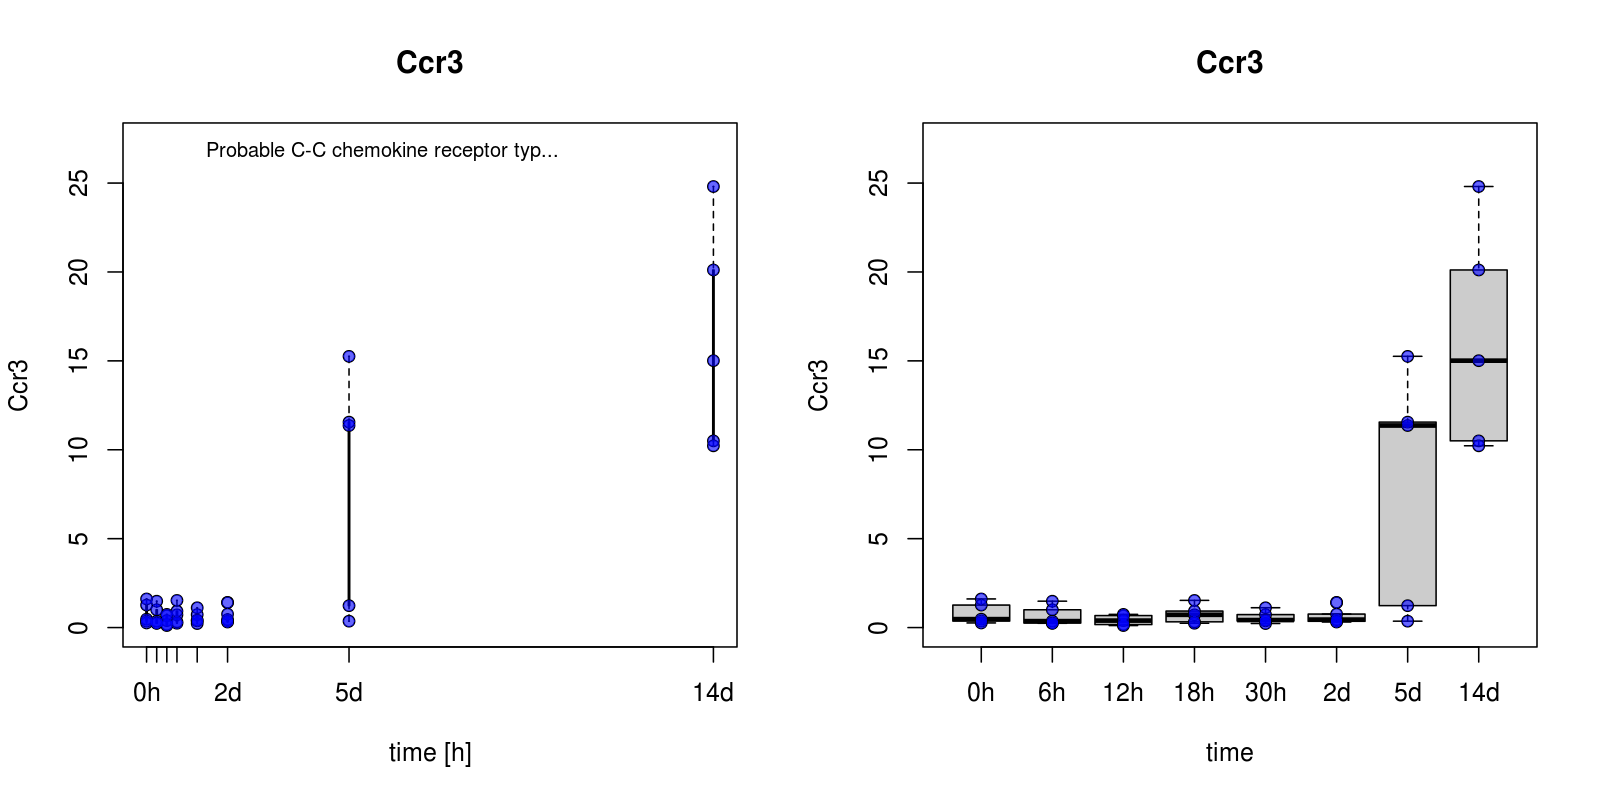 Ccr3
Probable C-C chemokine receptor typ...
Ccr3
25
20
15
10
5
0
0h 2d 5d 14d
time [h]
Ccr3
Ccr3
25
20
15
10
5
0
0h 6h 12h 18h 30h 2d 5d 14d
time